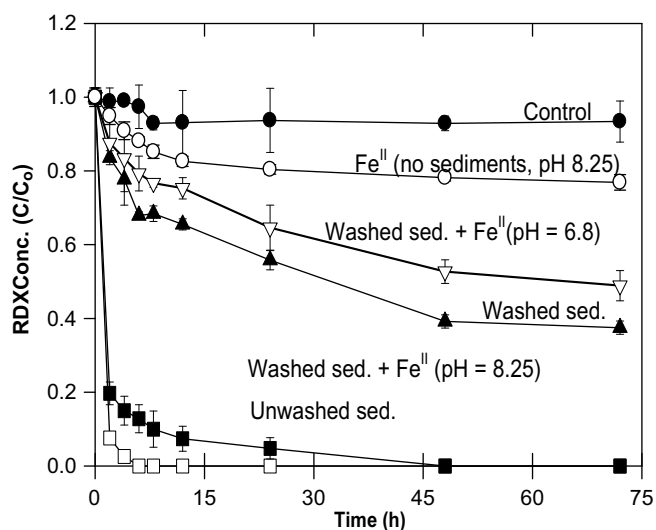 1.2
1.0
0.8
0.6
0.4
0.2
0.0
RDXConc. (C/Co)
Control
Fe^II (no sediments, pH 8.25)
Washed sed. + Fe^II(pH = 6.8)
Washed sed.
Washed sed. + Fe^II (pH = 8.25)
Unwashed sed.
0 15 30 45 60 75
Time (h)